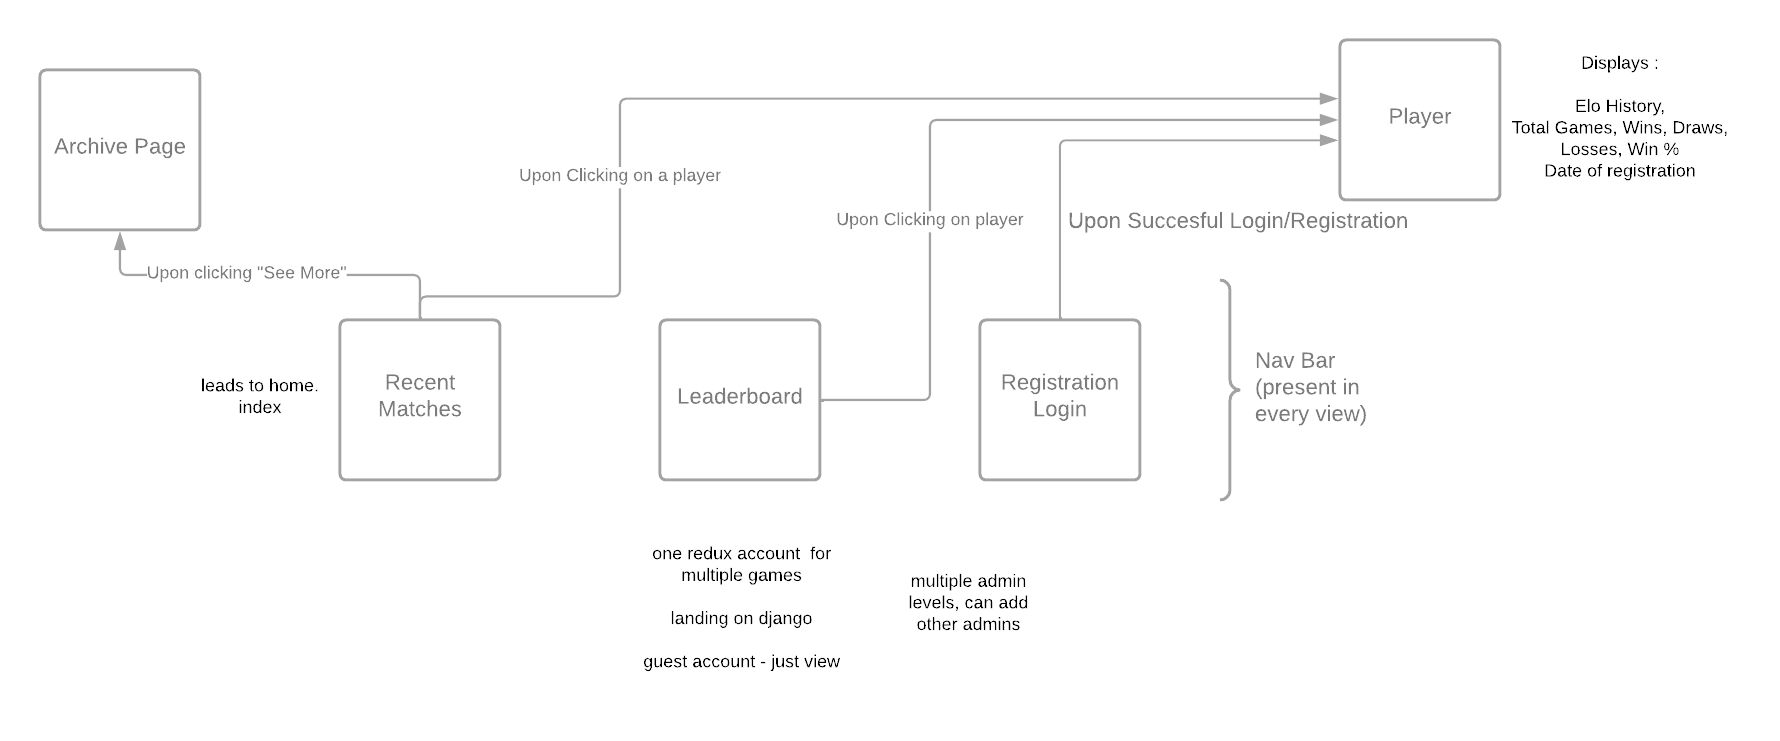 Displays :
Elo History,
Total Games, Wins, Draws,
Losses, Win %
Date of registration
Player
Archive Page
Upon Clicking on a player
Upon Clicking on player
Upon Succesful Login/Registration
Upon clicking "See More"
leads to home.
index
Recent
Matches
Leaderboard
Registration
Login
Nav Bar
(present in
every view)
one redux account  for
multiple games
landing on django
guest account - just view
multiple admin
levels, can add
other admins